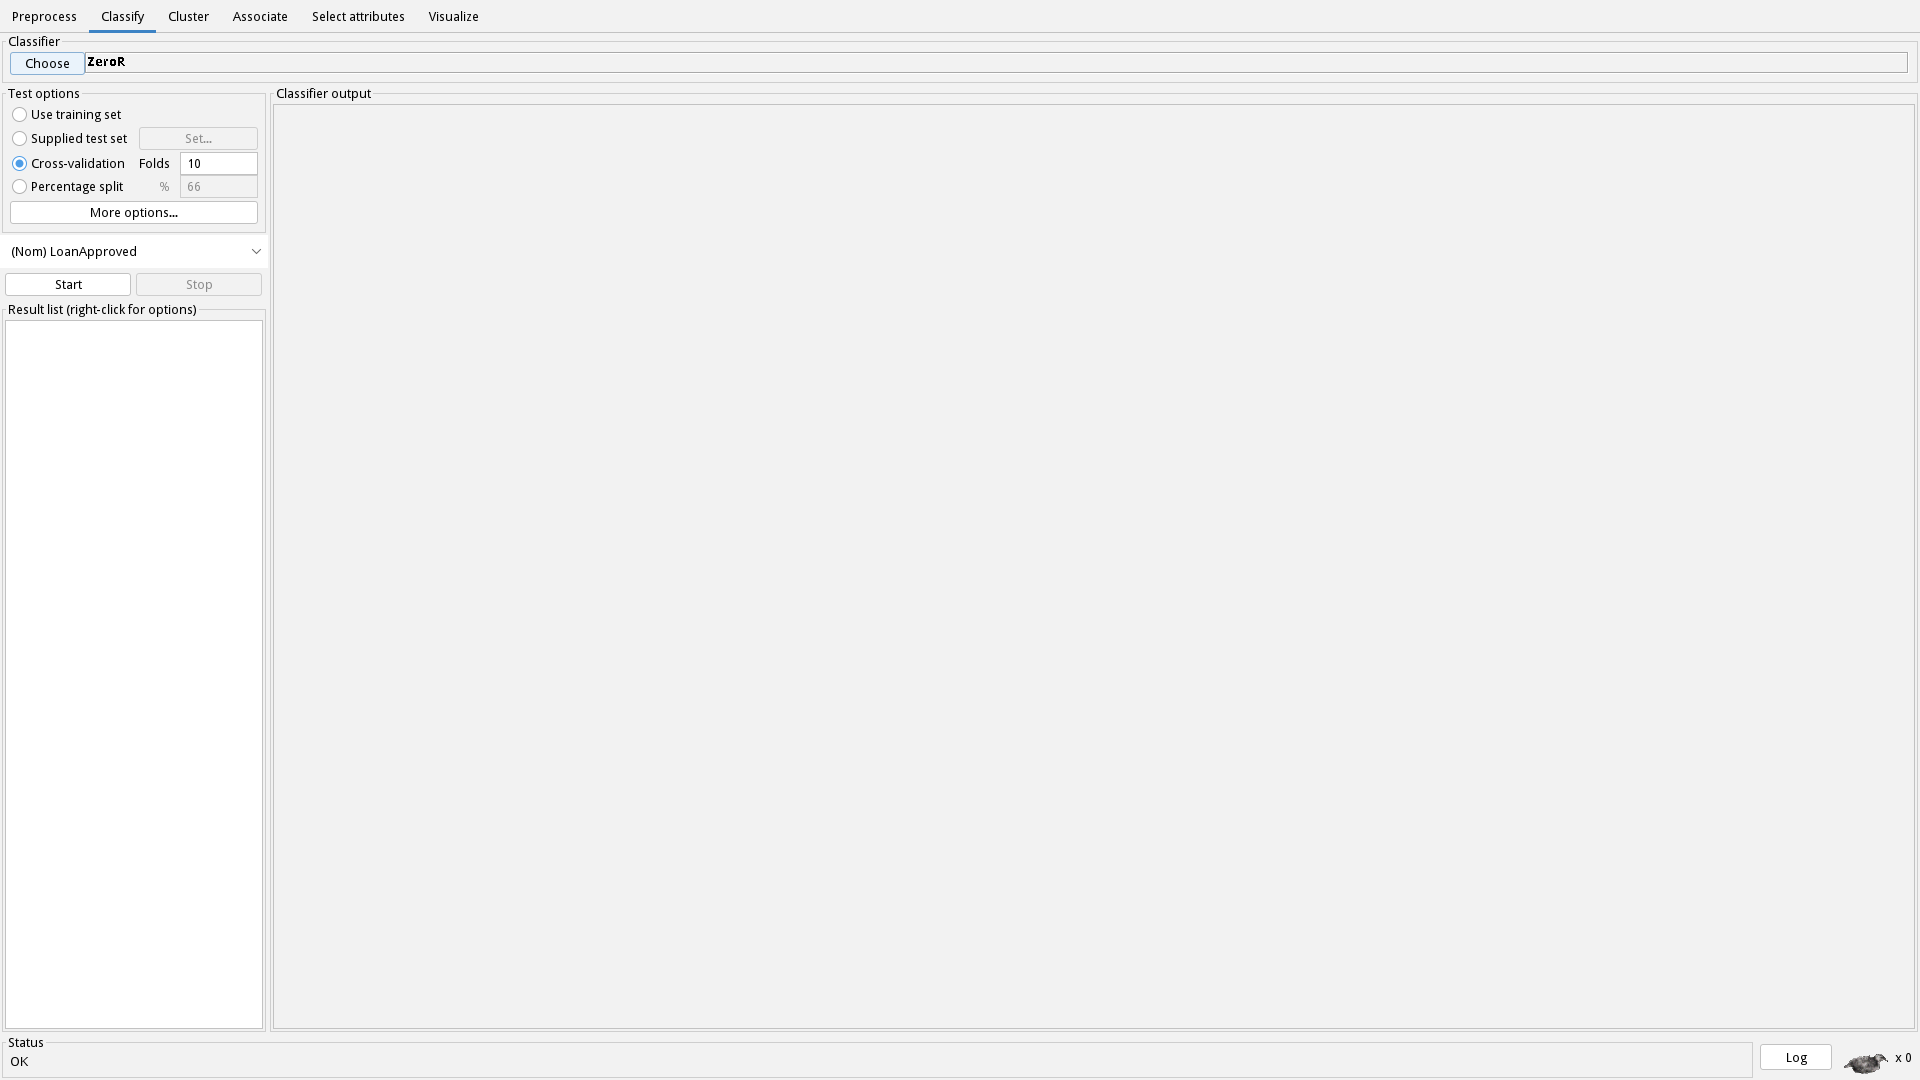 Preprocess Classify Cluster Associate Select attributes Visualize
Classifier
Choose ZeroR
Test options
Use training set
Supplied test set Set...
Cross-validation Folds 10
Percentage split % 66
More options...
(Nom) LoanApproved
Start Stop
Result list (right-click for options)
Classifier output
Status
OK
Log x 0